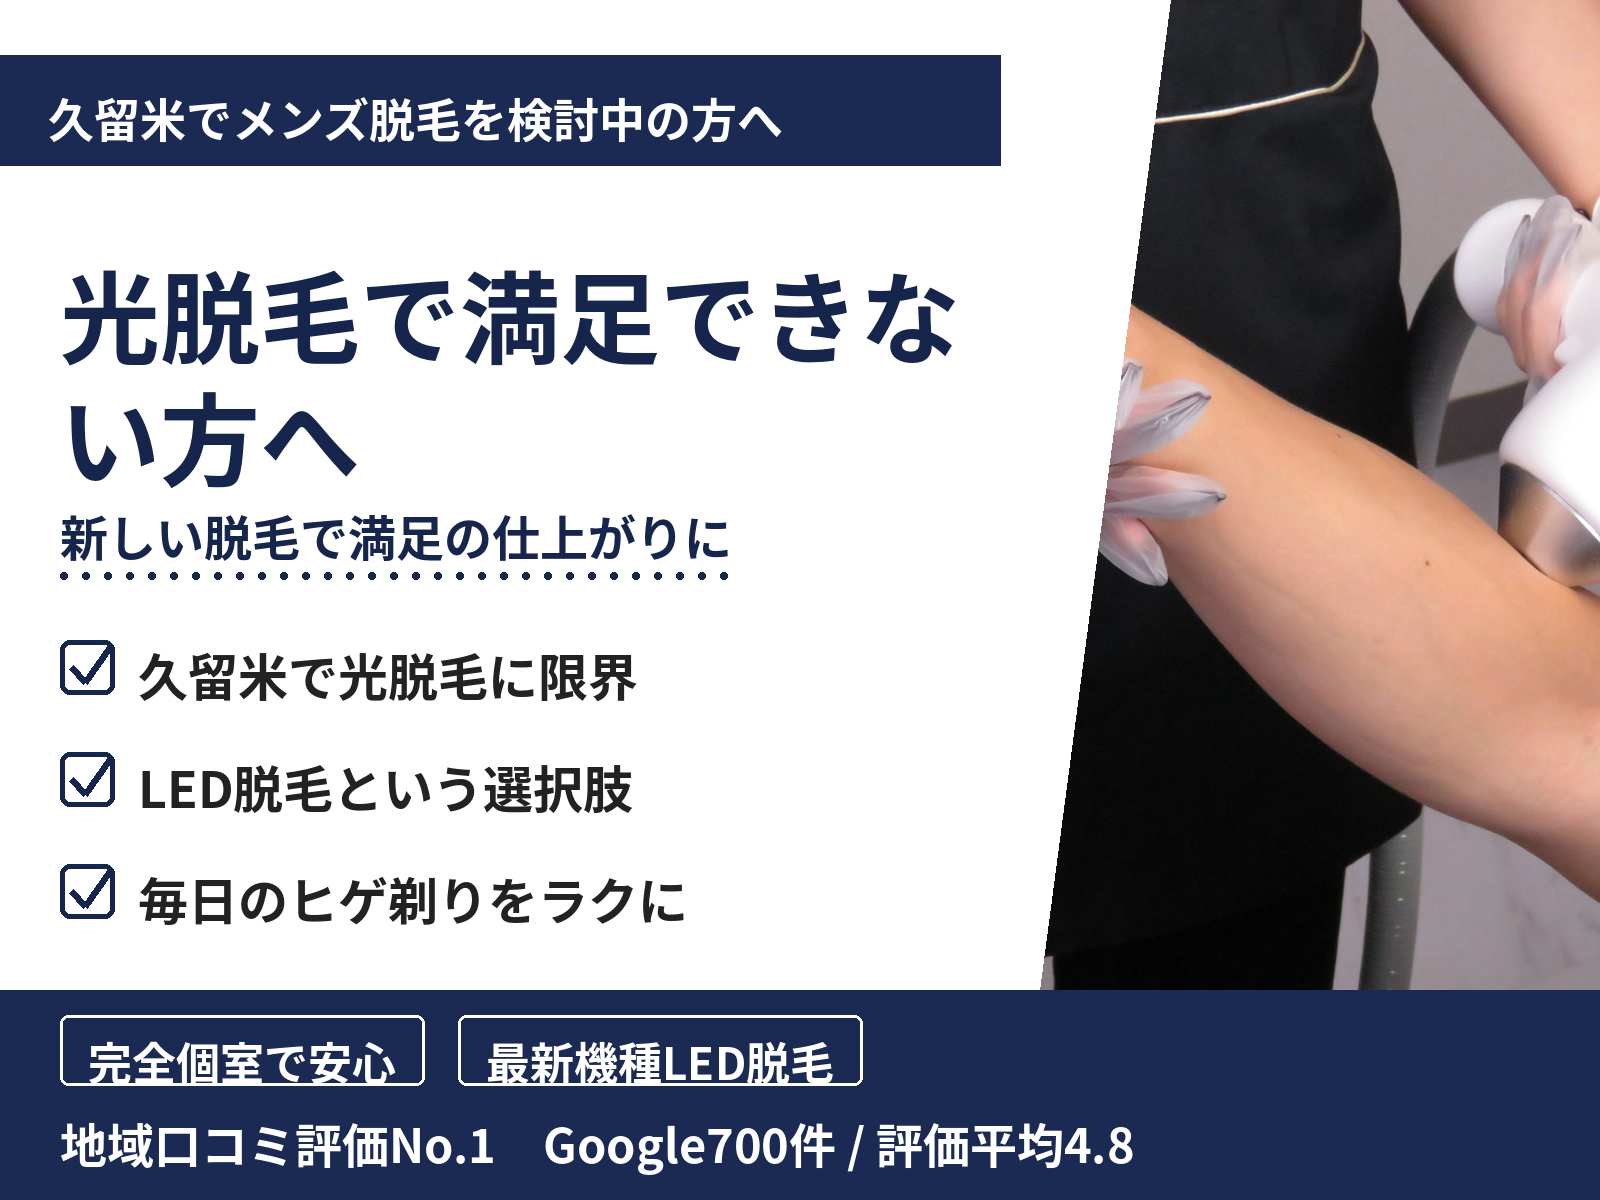 久留米でメンズ脱毛を検討中の方へ
光脱毛で満足できな
い方へ
新しい脱毛で満足の仕上がりに
久留米で光脱毛に限界
LED脱毛という選択肢
毎日のヒゲ剃りをラクに
完全個室で安心 最新機種LED脱毛
地域口コミ評価No.1 Google700件 / 評価平均4.8